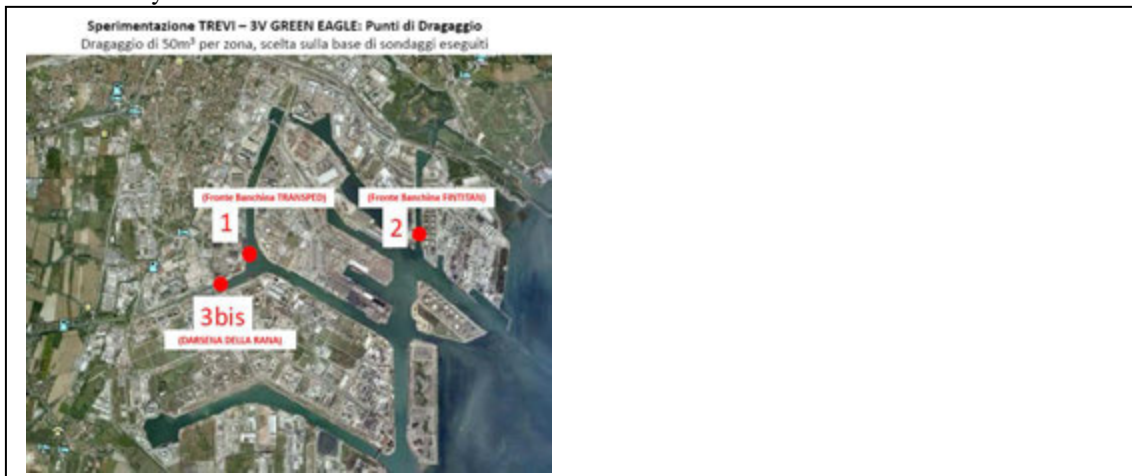 Sperimentazione TREVI – 3V GREEN EAGLE: Punti di Dragaggio
Dragaggio di 50m³ per zona, scelta sulla base di sondaggi eseguiti
(Fronte Banchina TRANSPED)
1
(Fronte Banchina FINTITAN)
2
3bis
(DARSENA DELLA RANA)